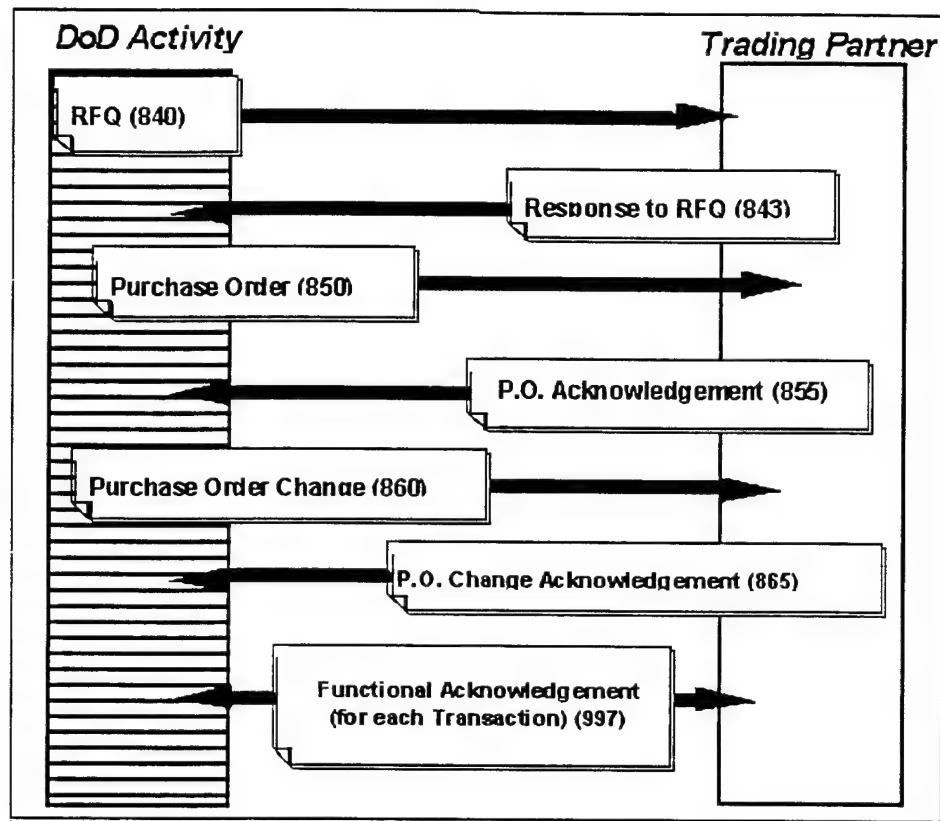 DoD Activity
Trading Partner
RFQ (840)
Response to RFQ (843)
Purchase Order (850)
P.O. Acknowledgement (855)
Purchase Order Change (860)
P.O. Change Acknowledgement (865)
Functional Acknowledgement
(for each Transaction) (997)